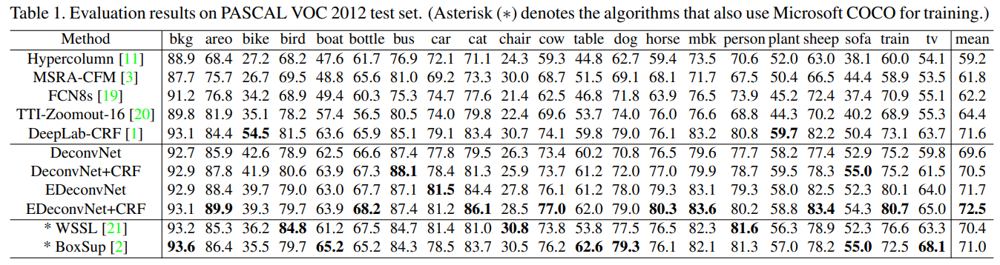 Table 1. Evaluation results on PASCAL VOC 2012 test set. (Asterisk (∗) denotes the algorithms that also use Microsoft COCO for training.)
Method bkg areo bike bird boat bottle bus car cat chair cow table dog horse mbk person plant sheep sofa train tv mean
Hypercolumn [11] 88.9 68.4 27.2 68.2 47.6 61.7 76.9 72.1 71.1 24.3 59.3 44.8 62.7 59.4 73.5 70.6 52.0 63.0 38.1 60.0 54.1 59.2
MSRA-CFM [3] 87.7 75.7 26.7 69.5 48.8 65.6 81.0 69.2 73.3 30.0 68.7 51.5 69.1 68.1 71.7 67.5 50.4 66.5 44.4 58.9 53.5 61.8
FCN8s [19] 91.2 76.8 34.2 68.9 49.4 60.3 75.3 74.7 77.6 21.4 62.5 46.8 71.8 63.9 76.5 73.9 45.2 72.4 37.4 70.9 55.1 62.2
TTI-Zoomout-16 [20] 89.8 81.9 35.1 78.2 57.4 56.5 80.5 74.0 79.8 22.4 69.6 53.7 74.0 76.0 76.6 68.8 44.3 70.2 40.2 68.9 55.3 64.4
DeepLab-CRF [1] 93.1 84.4 54.5 81.5 63.6 65.9 85.1 79.1 83.4 30.7 74.1 59.8 79.0 76.1 83.2 80.8 59.7 82.2 50.4 73.1 63.7 71.6
DeconvNet 92.7 85.9 42.6 78.9 62.5 66.6 87.4 77.8 79.5 26.3 73.4 60.2 70.8 76.5 79.6 77.7 58.2 77.4 52.9 75.2 59.8 69.6
DeconvNet+CRF 92.9 87.8 41.9 80.6 63.9 67.3 88.1 78.4 81.3 25.9 73.7 61.2 72.0 77.0 79.9 78.7 59.5 78.3 55.0 75.2 61.5 70.5
EDeconvNet 92.9 88.4 39.7 79.0 63.0 67.7 87.1 81.5 84.4 27.8 76.1 61.2 78.0 79.3 83.1 79.3 58.0 82.5 52.3 80.1 64.0 71.7
EDeconvNet+CRF 93.1 89.9 39.3 79.7 63.9 68.2 87.4 81.2 86.1 28.5 77.0 62.0 79.0 80.3 83.6 80.2 58.8 83.4 54.3 80.7 65.0 72.5
* WSSL [21] 93.2 85.3 36.2 84.8 61.2 67.5 84.7 81.4 81.0 30.8 73.8 53.8 77.5 76.5 82.3 81.6 56.3 78.9 52.3 76.6 63.3 70.4
* BoxSup [2] 93.6 86.4 35.5 79.7 65.2 65.2 84.3 78.5 83.7 30.5 76.2 62.6 79.3 76.1 82.1 81.3 57.0 78.2 55.0 72.5 68.1 71.0